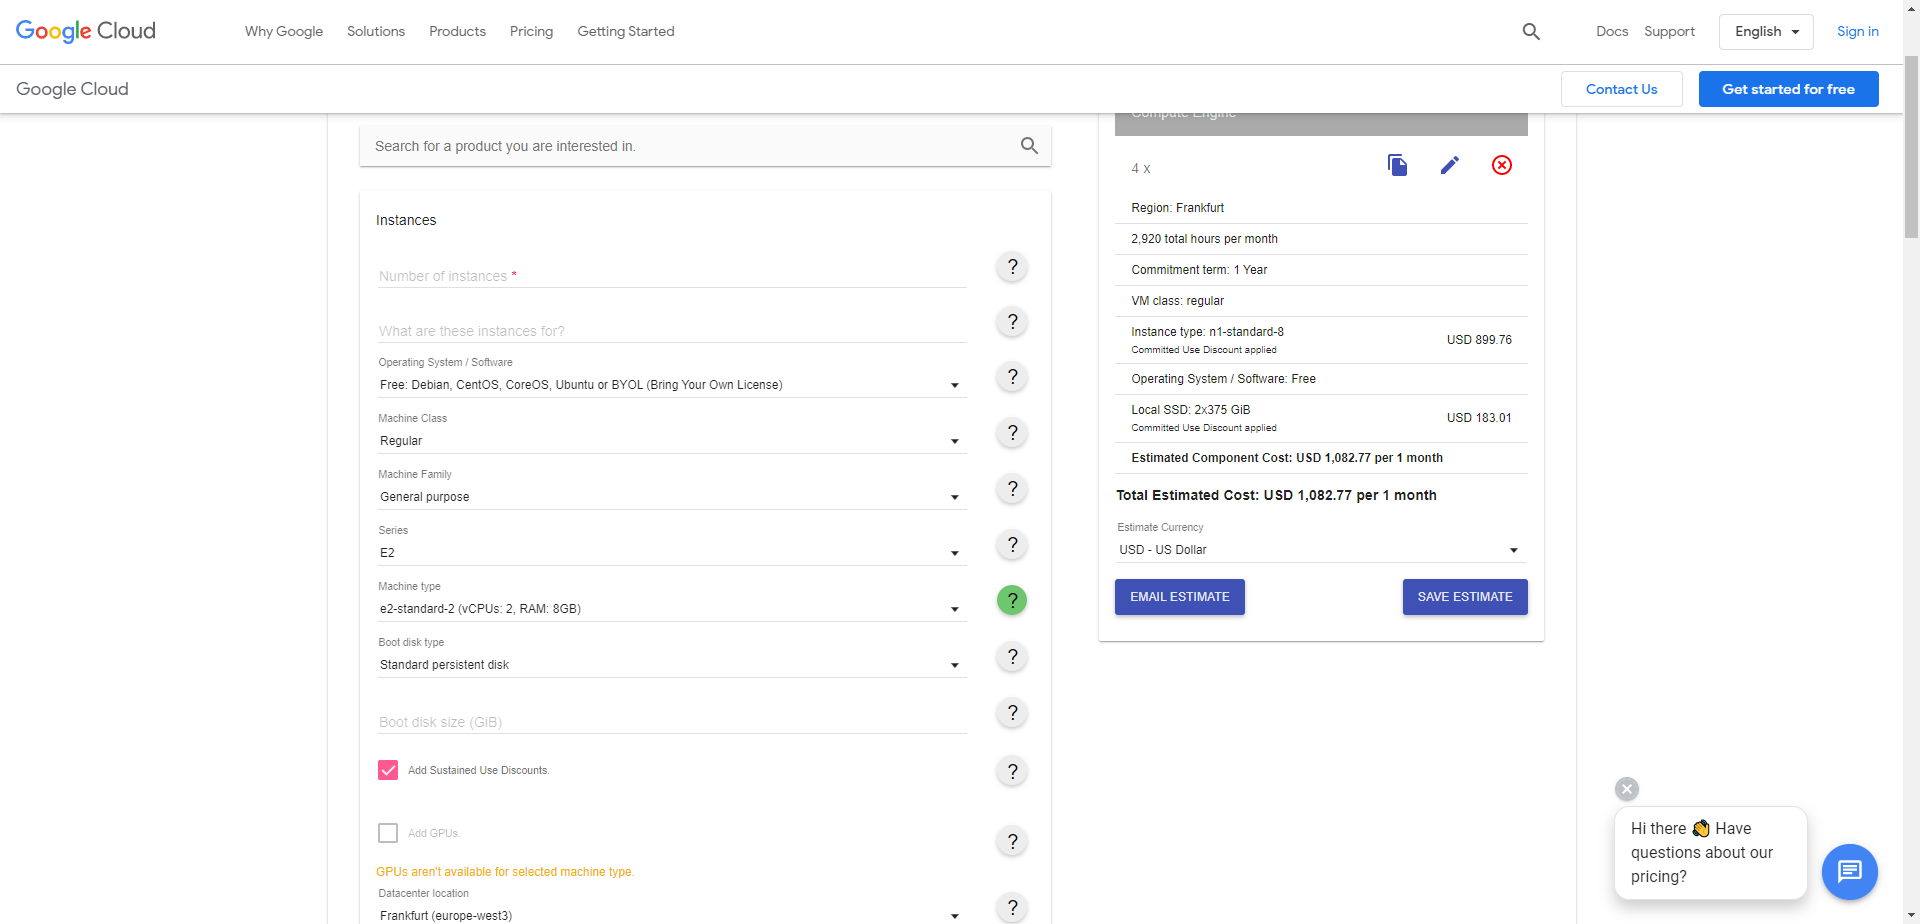 Google Cloud
Why Google
Solutions
Products
Pricing
Getting Started
Docs
Support
English
Sign in
Google Cloud
Contact Us
Get started for free
Search for a product you are interested in.
Instances
Number of instances *
?
What are these instances for?
?
Operating System / Software
Free: Debian, CentOS, CoreOS, Ubuntu or BYOL (Bring Your Own License)
?
Machine Class
Regular
?
Machine Family
General purpose
?
Series
E2
?
Machine type
e2-standard-2 (vCPUs: 2, RAM: 8GB)
?
Boot disk type
Standard persistent disk
?
Boot disk size (GiB)
?
Add Sustained Use Discounts.
?
Add GPUs.
?
GPUs aren't available for selected machine type.
Datacenter location
Frankfurt (europe-west3)
?
Compute Engine
4 x
Region: Frankfurt
2,920 total hours per month
Commitment term: 1 Year
VM class: regular
Instance type: n1-standard-8
Committed Use Discount applied
USD 899.76
Operating System / Software: Free
Local SSD: 2x375 GiB
Committed Use Discount applied
USD 183.01
Estimated Component Cost: USD 1,082.77 per 1 month
Total Estimated Cost: USD 1,082.77 per 1 month
Estimate Currency
USD - US Dollar
EMAIL ESTIMATE
SAVE ESTIMATE
Hi there 👋 Have
questions about our
pricing?